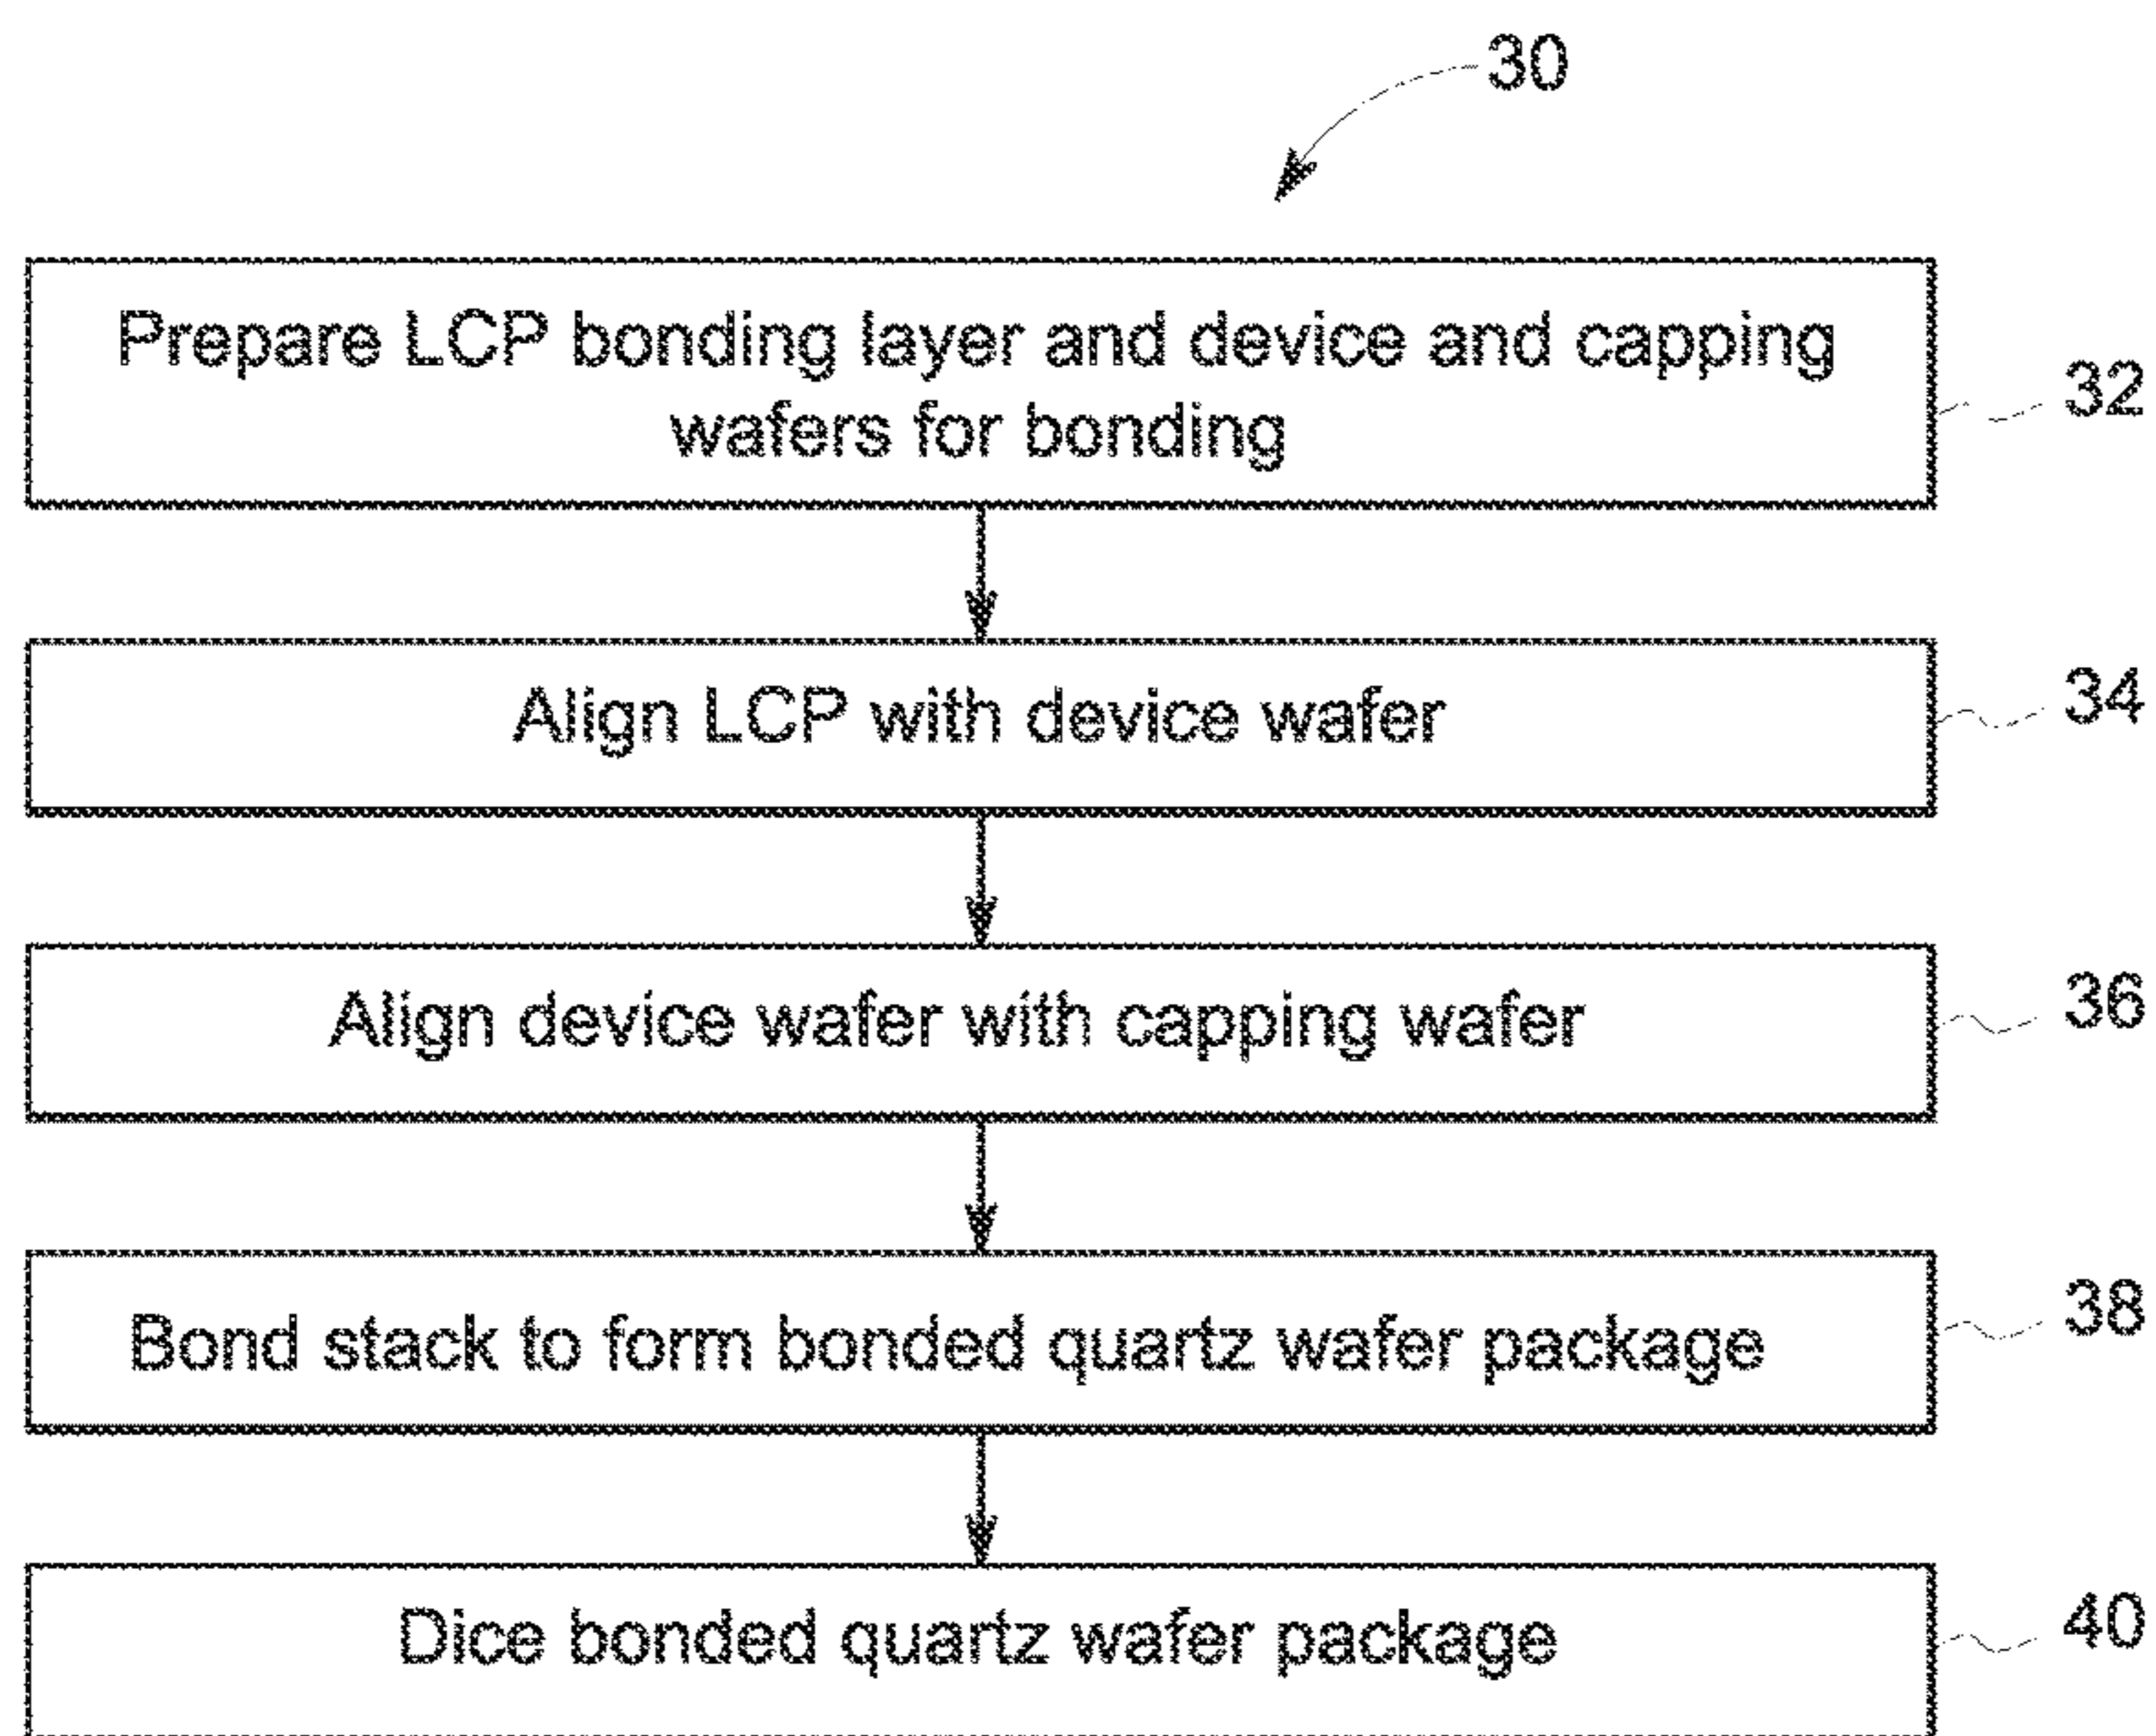 30
Prepare LCP bonding layer and device and capping
wafers for bonding
32
Align LCP with device wafer
34
Align device wafer with capping wafer
36
Bond stack to form bonded quartz wafer package
38
Dice bonded quartz wafer package
40